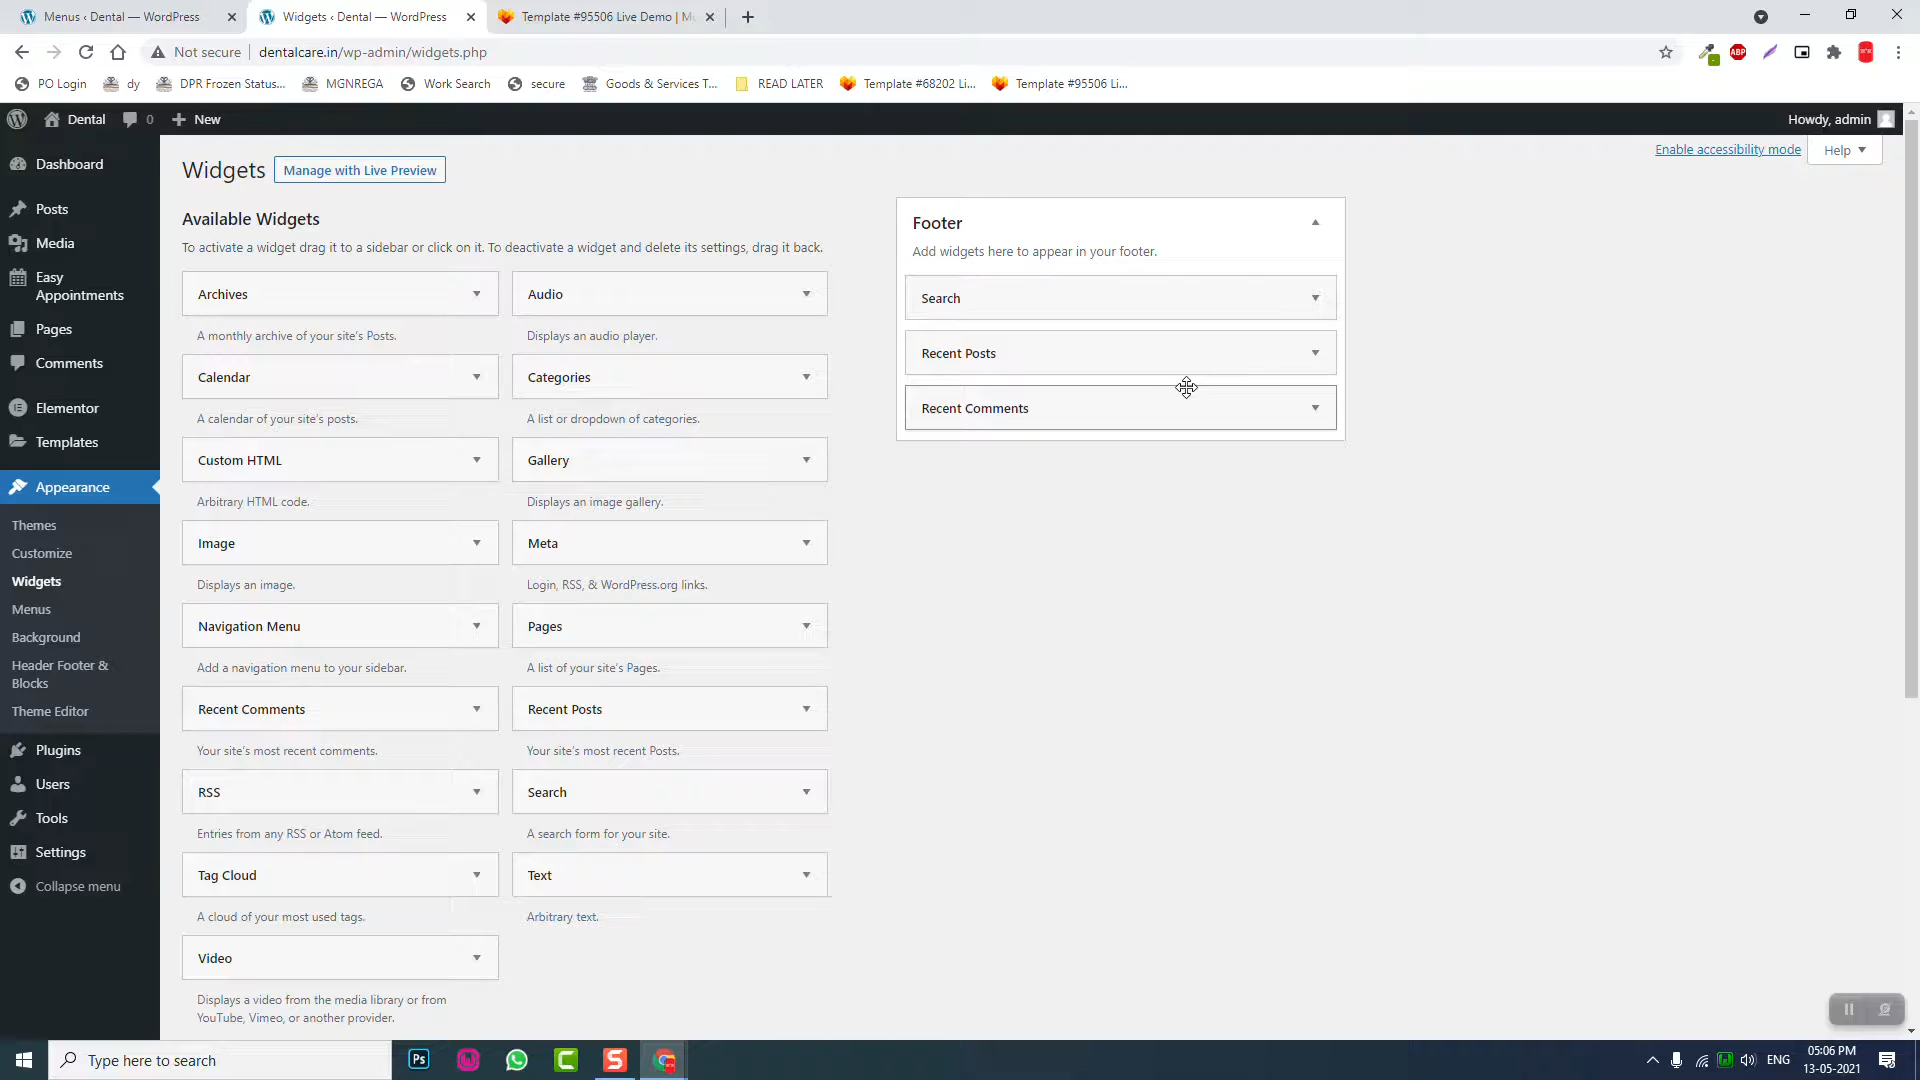 Menus ‹ Dental — WordPress
Widgets ‹ Dental — WordPress
Template #95506 Live Demo | M
Not secure
dentalcare.in/wp-admin/widgets.php
ABP
PO Login
dy
DPR Frozen Status...
MGNREGA
Work Search
secure
Goods & Services T...
READ LATER
Template #68202 Li...
Template #95506 Li...
Dental
0
New
Howdy, admin
Dashboard
Posts
Media
Easy
Appointments
Pages
Comments
Elementor
Templates
Appearance
Themes
Customize
Widgets
Menus
Background
Header Footer &
Blocks
Theme Editor
Plugins
Users
Tools
Settings
Collapse menu
Widgets
Manage with Live Preview
Enable accessibility mode
Help
Available Widgets
To activate a widget drag it to a sidebar or click on it. To deactivate a widget and delete its settings, drag it back.
Archives
A monthly archive of your site's Posts.
Audio
Displays an audio player.
Calendar
A calendar of your site's posts.
Categories
A list or dropdown of categories.
Custom HTML
Arbitrary HTML code.
Gallery
Displays an image gallery.
Image
Displays an image.
Meta
Login, RSS, & WordPress.org links.
Navigation Menu
Add a navigation menu to your sidebar.
Pages
A list of your site's Pages.
Recent Comments
Your site's most recent comments.
Recent Posts
Your site's most recent Posts.
RSS
Entries from any RSS or Atom feed.
Search
A search form for your site.
Tag Cloud
A cloud of your most used tags.
Text
Arbitrary text.
Video
Displays a video from the media library or from
YouTube, Vimeo, or another provider.
Footer
Add widgets here to appear in your footer.
Search
Recent Posts
Recent Comments
Type here to search
Ps
ENG
05:06 PM
13-05-2021